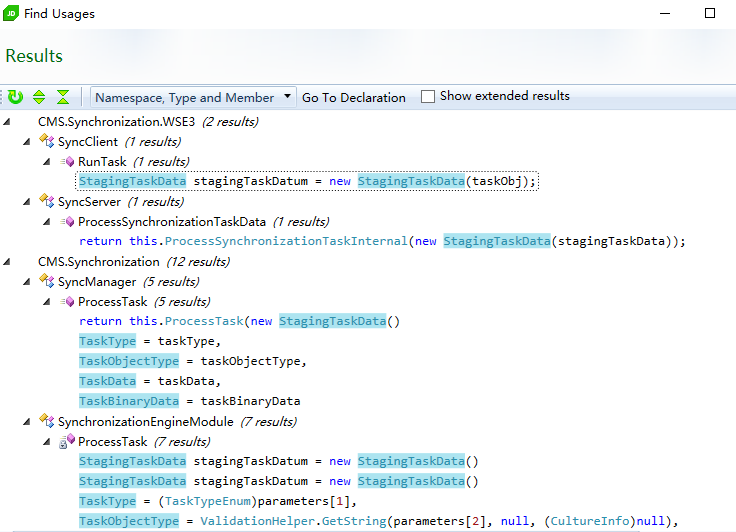 JD Find Usages
Results
Namespace, Type and Member Go To Declaration Show extended results
CMS.Synchronization.WSE3 (2 results)
SyncClient (1 results)
RunTask (1 results)
StagingTaskData stagingTaskDatum = new StagingTaskData(taskObj);
SyncServer (1 results)
ProcessSynchronizationTaskData (1 results)
return this.ProcessSynchronizationTaskInternal(new StagingTaskData(stagingTaskData));
CMS.Synchronization (12 results)
SyncManager (5 results)
ProcessTask (5 results)
return this.ProcessTask(new StagingTaskData()
TaskType = taskType,
TaskObjectType = taskObjectType,
TaskData = taskData,
TaskBinaryData = taskBinaryData
SynchronizationEngineModule (7 results)
ProcessTask (7 results)
StagingTaskData stagingTaskDatum = new StagingTaskData()
StagingTaskData stagingTaskDatum = new StagingTaskData()
TaskType = (TaskTypeEnum)parameters[1],
TaskObjectType = ValidationHelper.GetString(parameters[2], null, (CultureInfo)null),